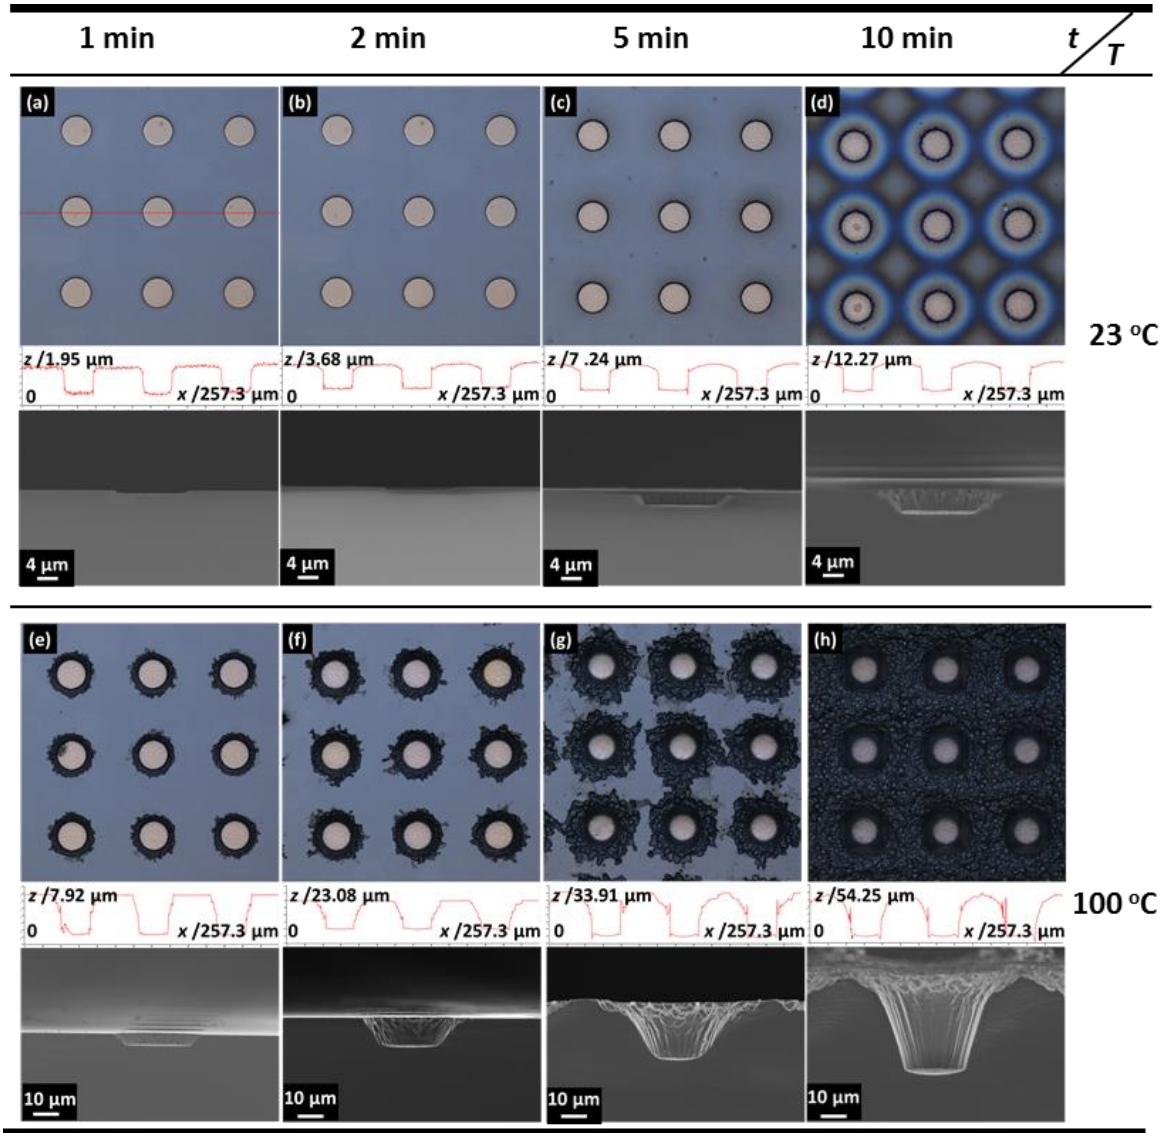 1 min 2 min 5 min 10 min t / T
(a) (b) (c) (d)
23 °C
z /1.95 µm z /3.68 µm z /7 .24 µm z /12.27 µm
0 x /257.3 µm 0 x /257.3 µm 0 x /257.3 µm 0 x /257.3 µm
4 µm 4 µm 4 µm 4 µm
(e) (f) (g) (h)
z /7.92 µm z /23.08 µm z /33.91 µm z /54.25 µm
100 °C
0 x /257.3 µm 0 x /257.3 µm 0 x /257.3 µm 0 x /257.3 µm
10 µm 10 µm 10 µm 10 µm